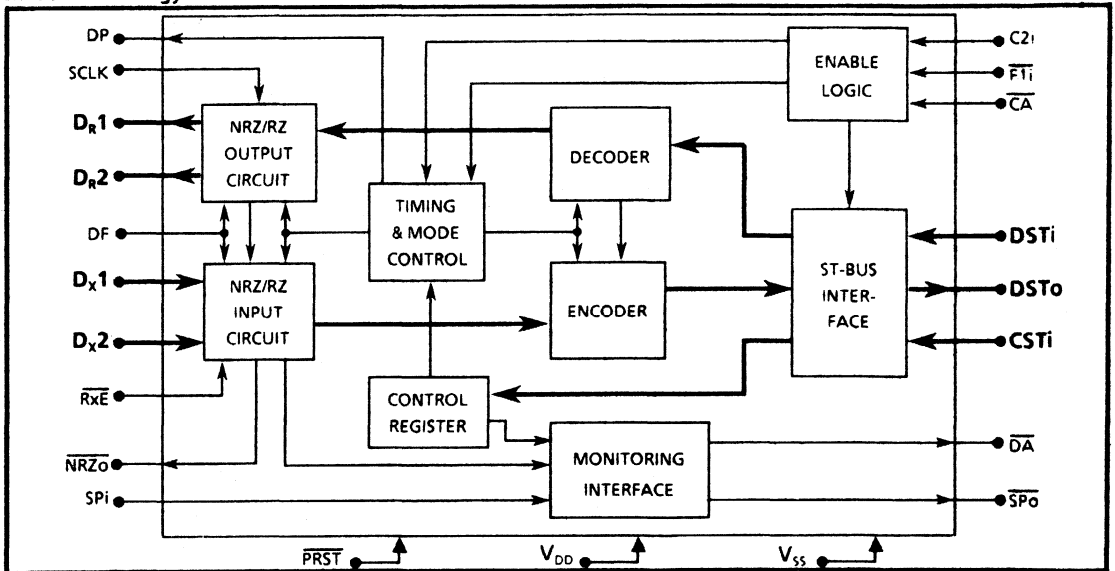 DP
SCLK
DR1
DR2
DF
DX1
DX2
RxE
NRZo
SPi
NRZ/RZ
OUTPUT
CIRCUIT
NRZ/RZ
INPUT
CIRCUIT
TIMING
& MODE
CONTROL
CONTROL
REGISTER
DECODER
ENCODER
MONITORING
INTERFACE
ENABLE
LOGIC
ST-BUS
INTER-
FACE
C2i
F1i
CA
DSTi
DSTo
CSTi
DA
SPo
PRST
VDD
VSS